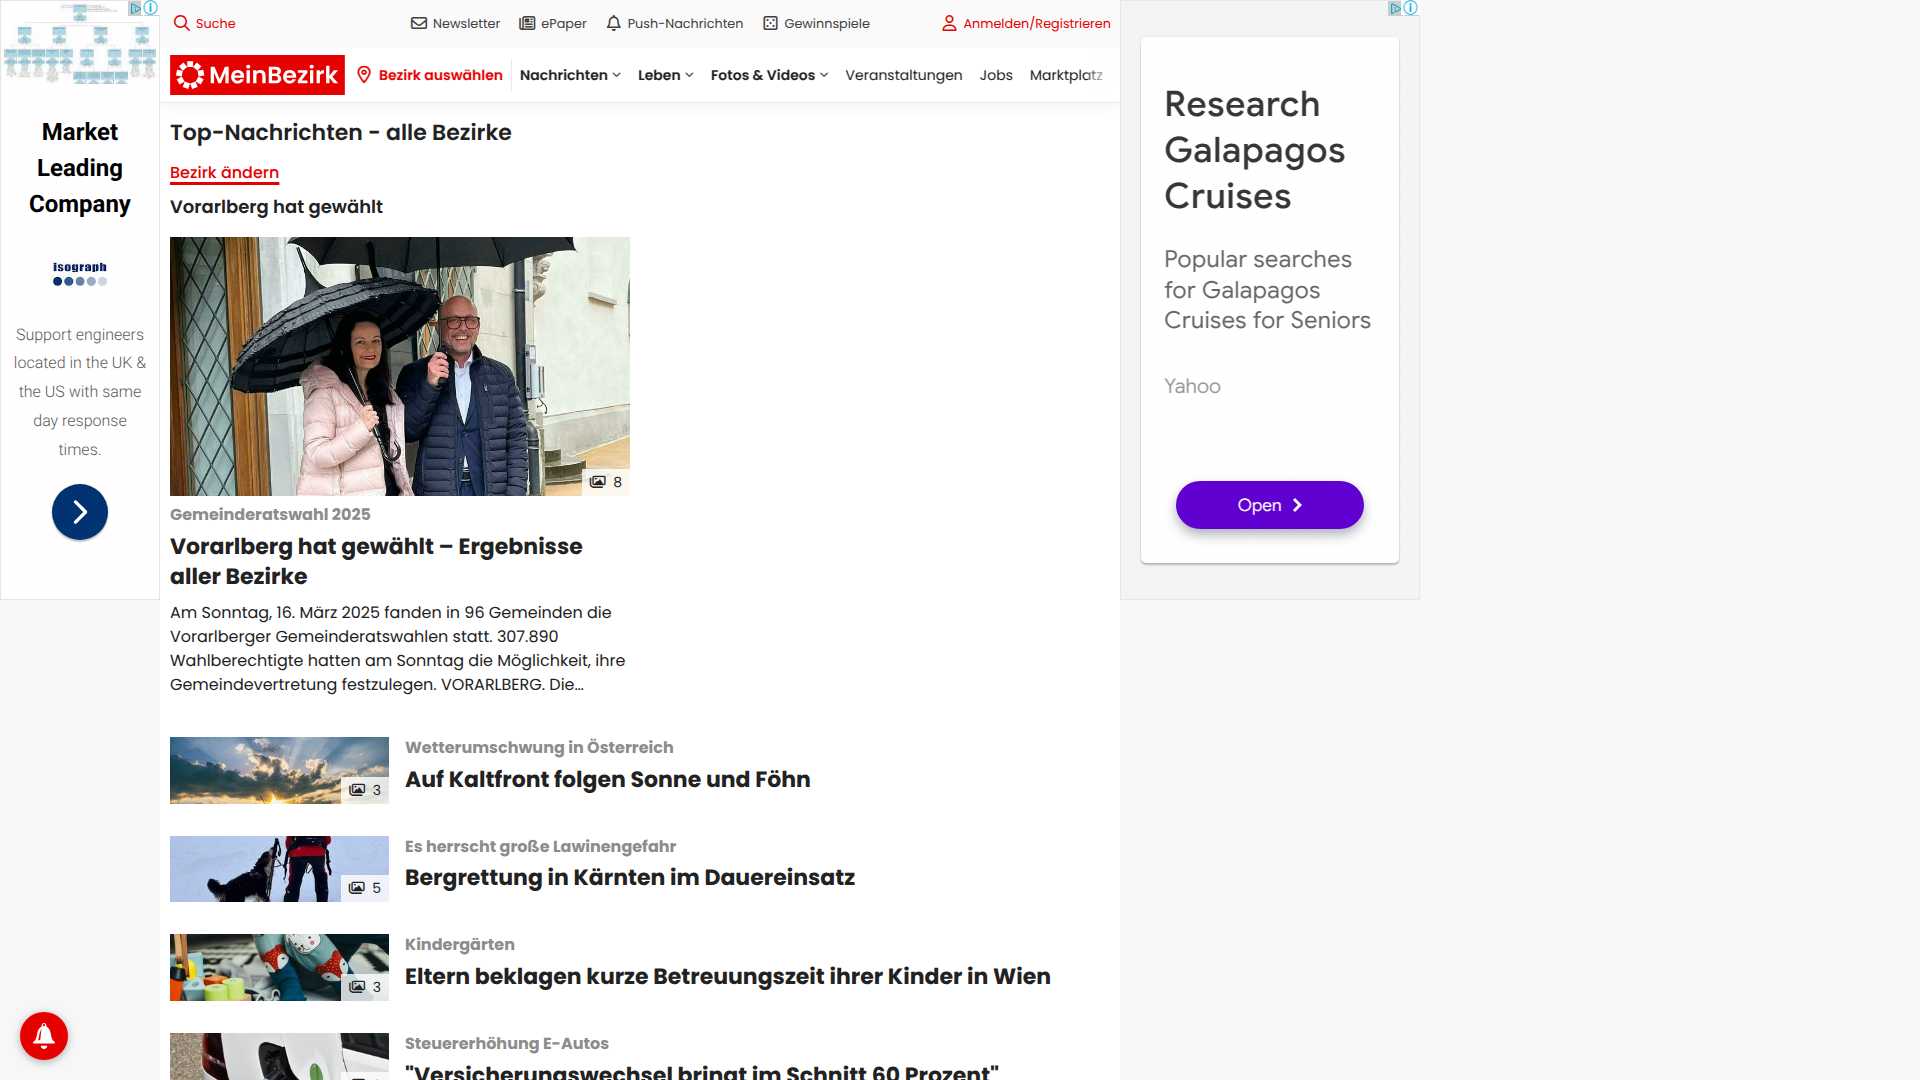 Suche
Newsletter
ePaper
Push-Nachrichten
Gewinnspiele
Anmelden/Registrieren
MeinBezirk
Bezirk auswählen
Nachrichten
Leben
Fotos & Videos
Veranstaltungen
Jobs
Marktplatz
Market
Leading
Company
isograph
Support engineers
located in the UK &
the US with same
day response
times.
Top-Nachrichten - alle Bezirke
Bezirk ändern
Vorarlberg hat gewählt
8
Gemeinderatswahl 2025
Vorarlberg hat gewählt – Ergebnisse
aller Bezirke
Am Sonntag, 16. März 2025 fanden in 96 Gemeinden die
Vorarlberger Gemeinderatswahlen statt. 307.890
Wahlberechtigte hatten am Sonntag die Möglichkeit, ihre
Gemeindevertretung festzulegen. VORARLBERG. Die...
3
Wetterumschwung in Österreich
Auf Kaltfront folgen Sonne und Föhn
5
Es herrscht große Lawinengefahr
Bergrettung in Kärnten im Dauereinsatz
3
Kindergärten
Eltern beklagen kurze Betreuungszeit ihrer Kinder in Wien
Steuererhöhung E-Autos
"Versicherungswechsel bringt im Schnitt 60 Prozent"
Research
Galapagos
Cruises
Popular searches
for Galapagos
Cruises for Seniors
Yahoo
Open